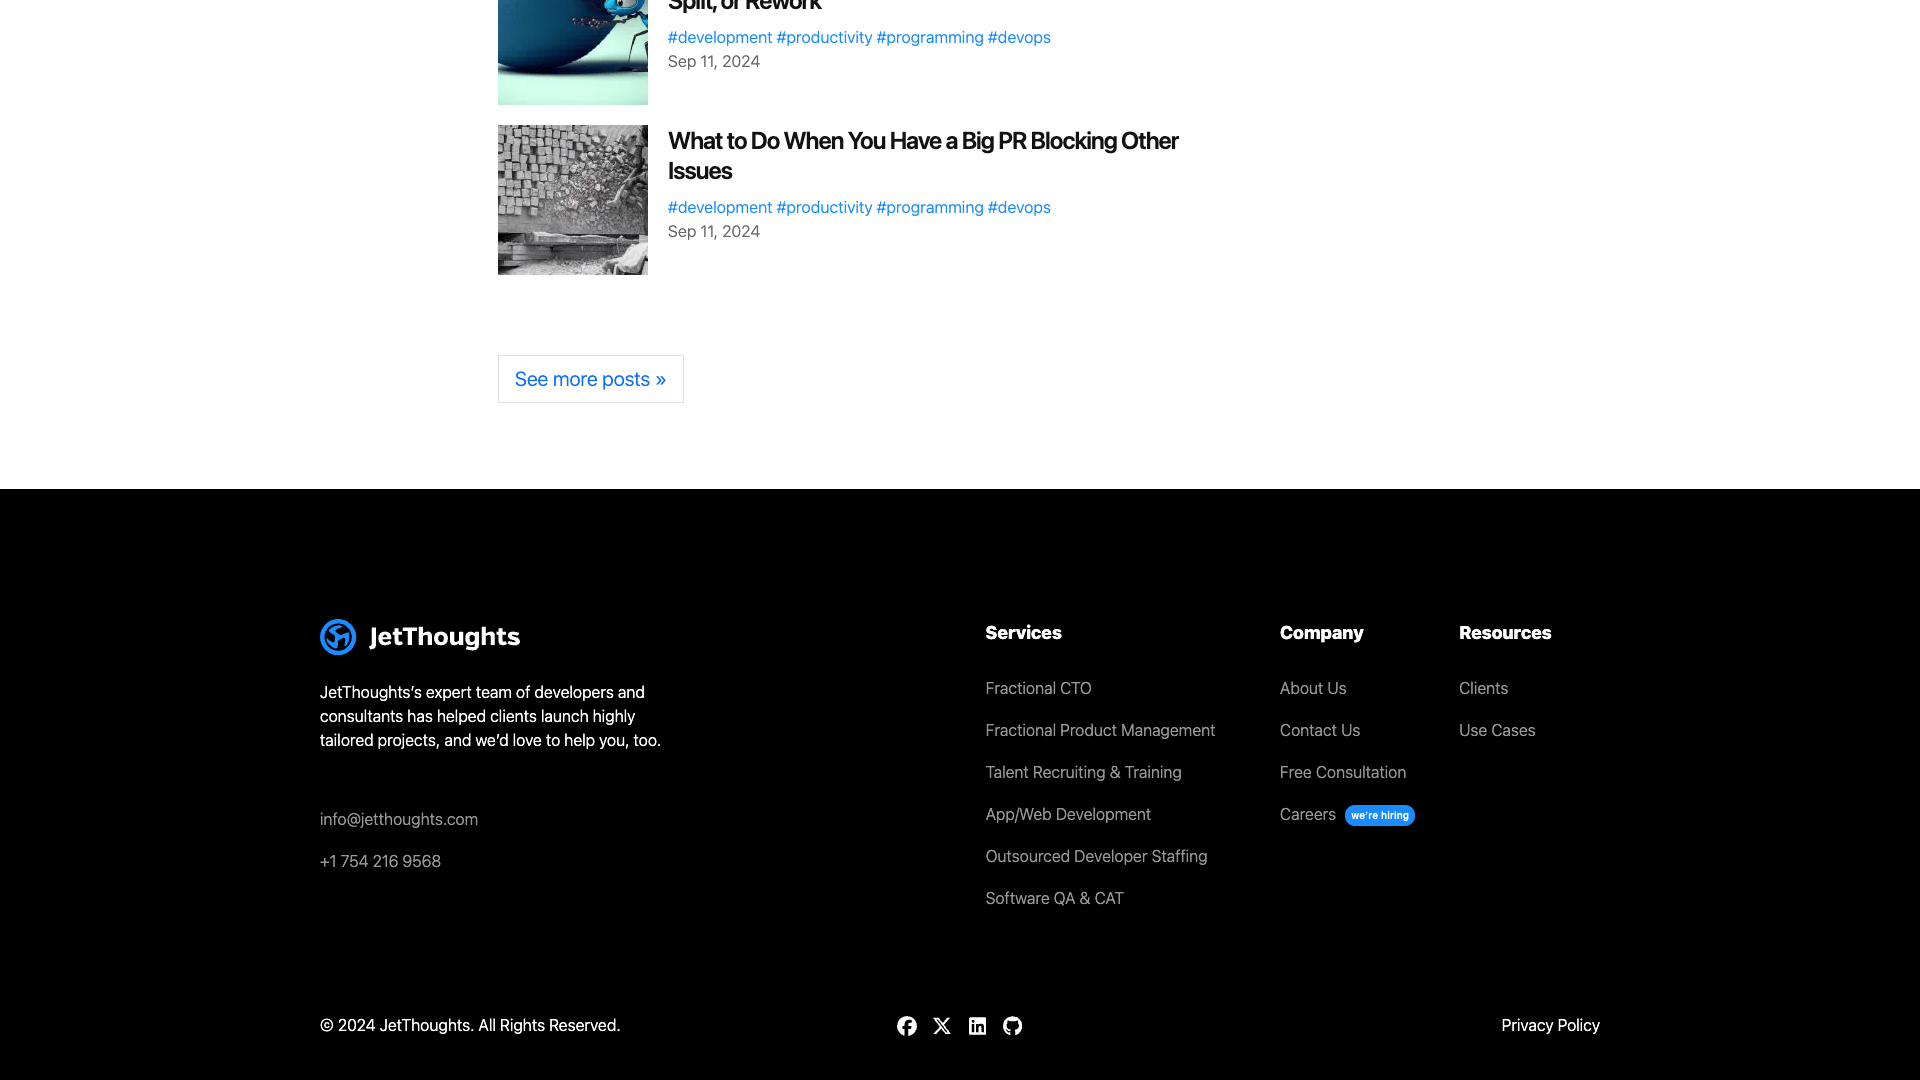 Split, or Rework
#development #productivity #programming #devops
Sep 11, 2024
What to Do When You Have a Big PR Blocking Other
Issues
#development #productivity #programming #devops
Sep 11, 2024
See more posts »
JetThoughts
JetThoughts’s expert team of developers and
consultants has helped clients launch highly
tailored projects, and we’d love to help you, too.
info@jetthoughts.com
+1 754 216 9568
Services
Fractional CTO
Fractional Product Management
Talent Recruiting & Training
App/Web Development
Outsourced Developer Staffing
Software QA & CAT
Company
About Us
Contact Us
Free Consultation
Careers we’re hiring
Resources
Clients
Use Cases
© 2024 JetThoughts. All Rights Reserved.
Privacy Policy